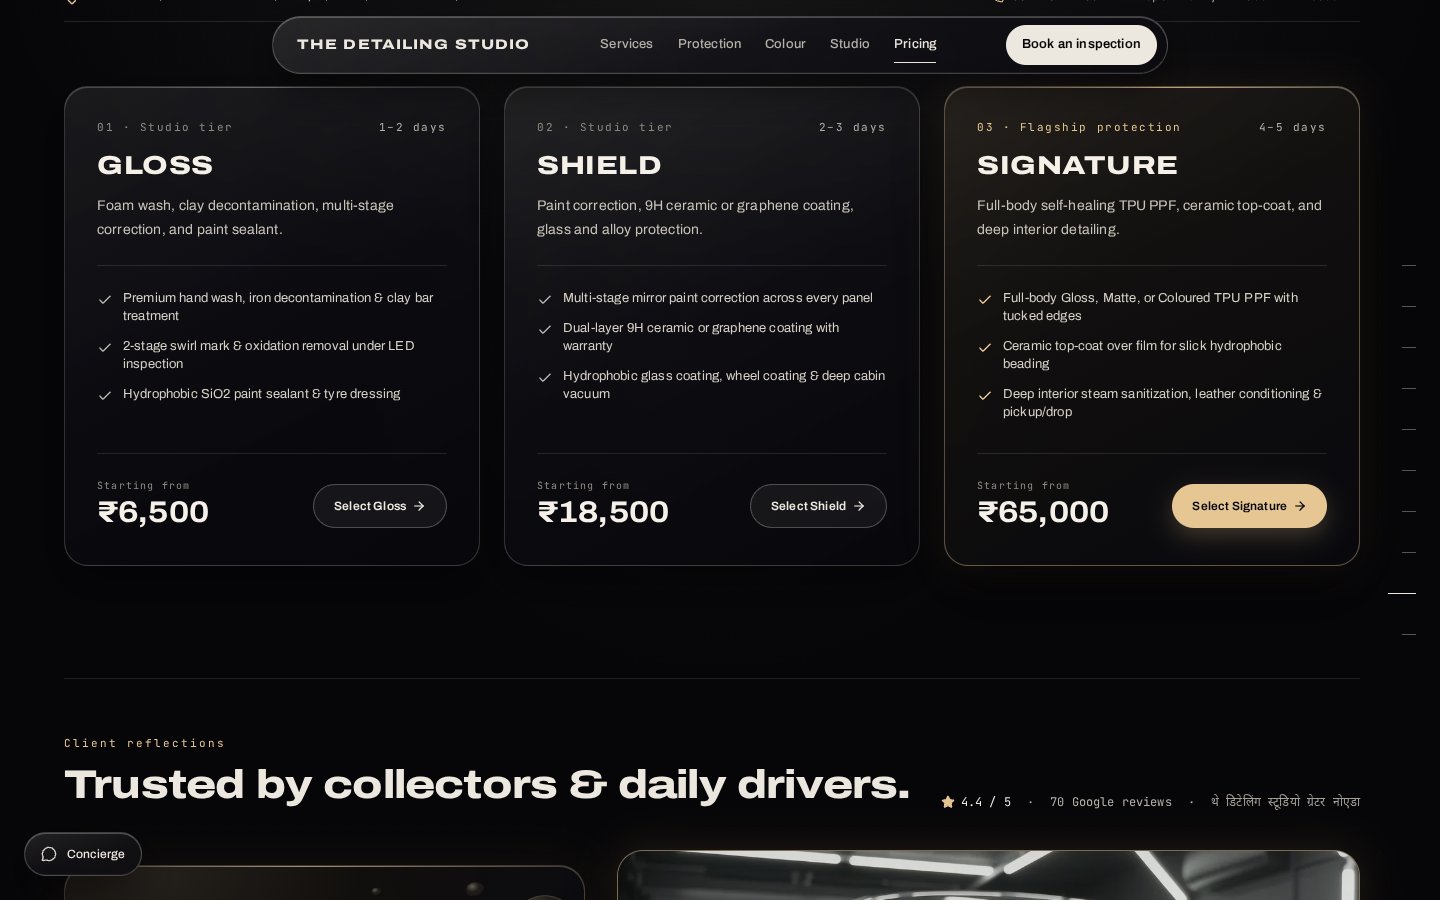 THE DETAILING STUDIO
Services
Protection
Colour
Studio
Pricing
Book an inspection
01 · Studio tier
1–2 days
GLOSS
Foam wash, clay decontamination, multi-stage
correction, and paint sealant.
Premium hand wash, iron decontamination & clay bar
treatment
2-stage swirl mark & oxidation removal under LED
inspection
Hydrophobic SiO2 paint sealant & tyre dressing
Starting from
₹6,500
Select Gloss →
02 · Studio tier
2–3 days
SHIELD
Paint correction, 9H ceramic or graphene coating,
glass and alloy protection.
Multi-stage mirror paint correction across every panel
Dual-layer 9H ceramic or graphene coating with
warranty
Hydrophobic glass coating, wheel coating & deep cabin
vacuum
Starting from
₹18,500
Select Shield →
03 · Flagship protection
4–5 days
SIGNATURE
Full-body self-healing TPU PPF, ceramic top-coat, and
deep interior detailing.
Full-body Gloss, Matte, or Coloured TPU PPF with
tucked edges
Ceramic top-coat over film for slick hydrophobic
beading
Deep interior steam sanitization, leather conditioning &
pickup/drop
Starting from
₹65,000
Select Signature →
Client reflections
Trusted by collectors & daily drivers.
4.4 / 5 · 70 Google reviews · थे डिटेलिंग स्टूडियो ग्रेटर नोएडा
Concierge